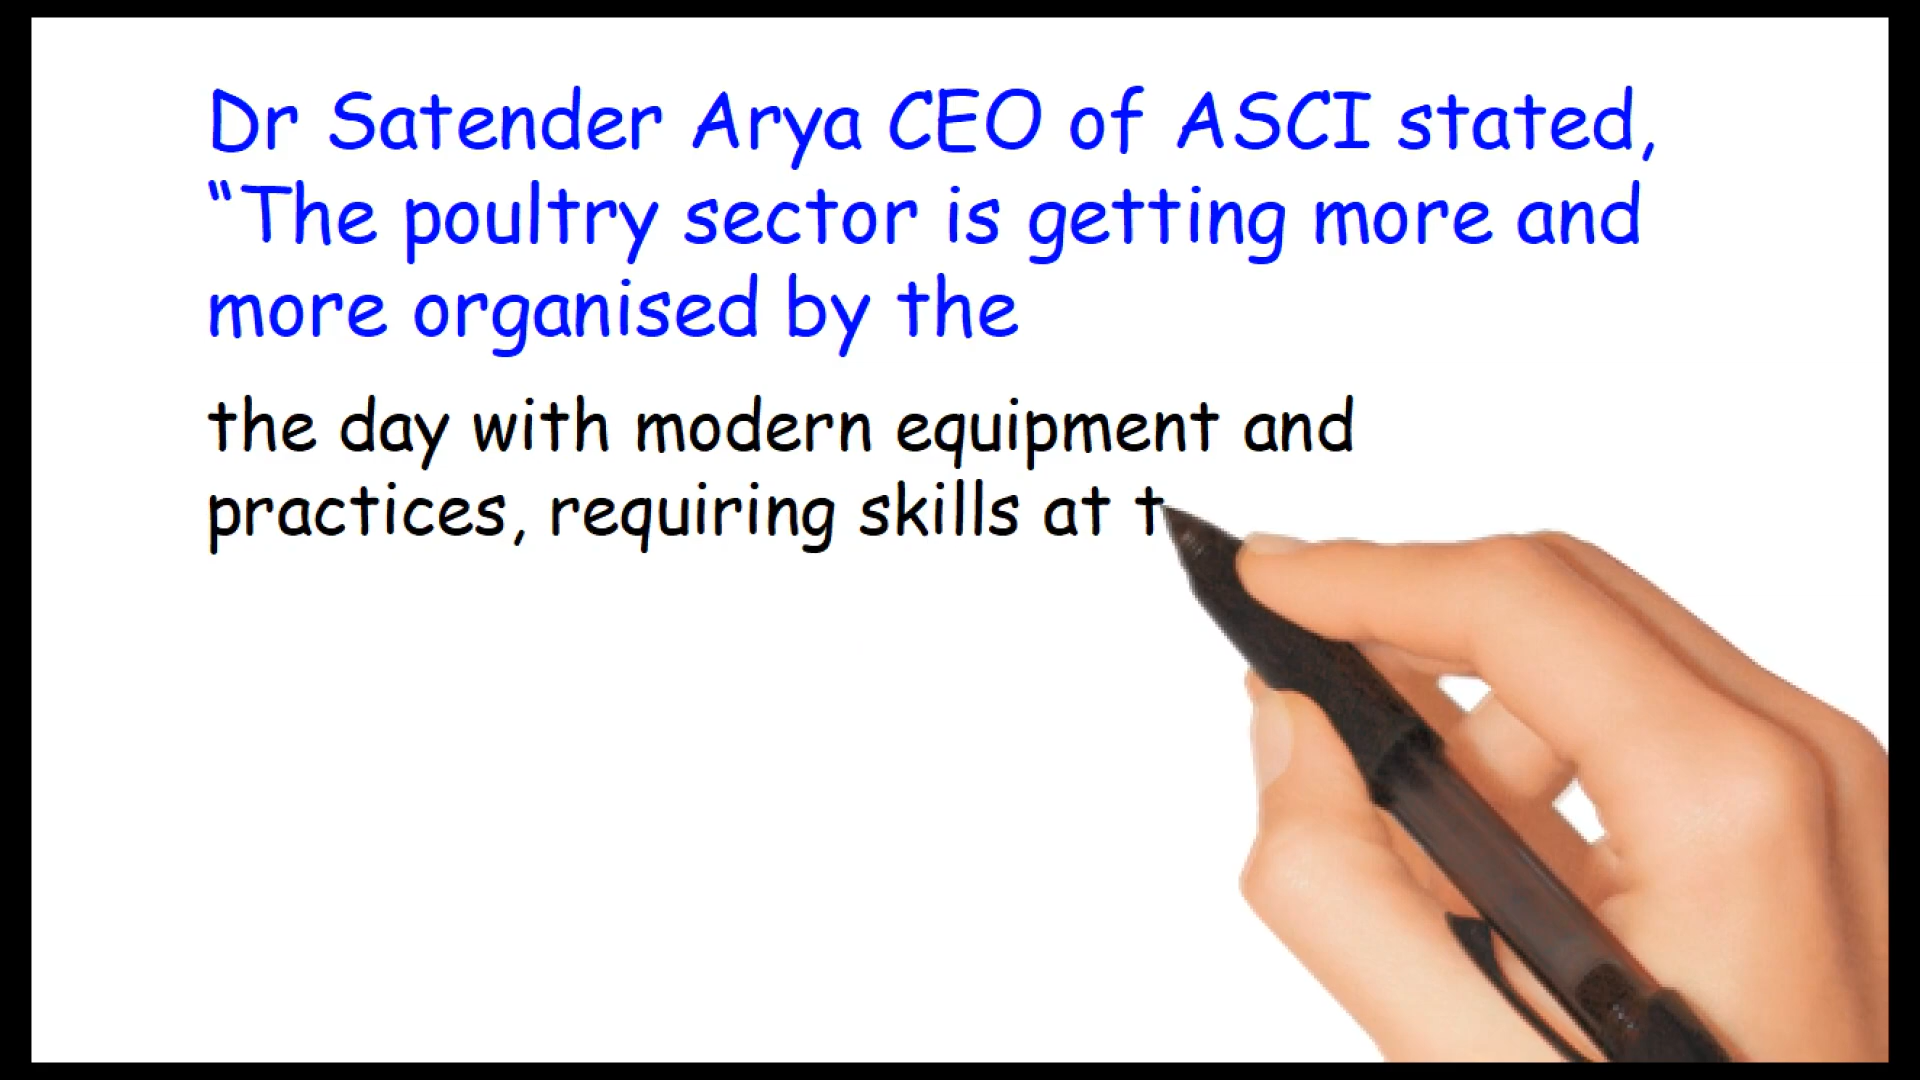 Dr Satender Arya CEO of ASCI stated,
“The poultry sector is getting more and
more organised by the
the day with modern equipment and
practices, requiring skills at t